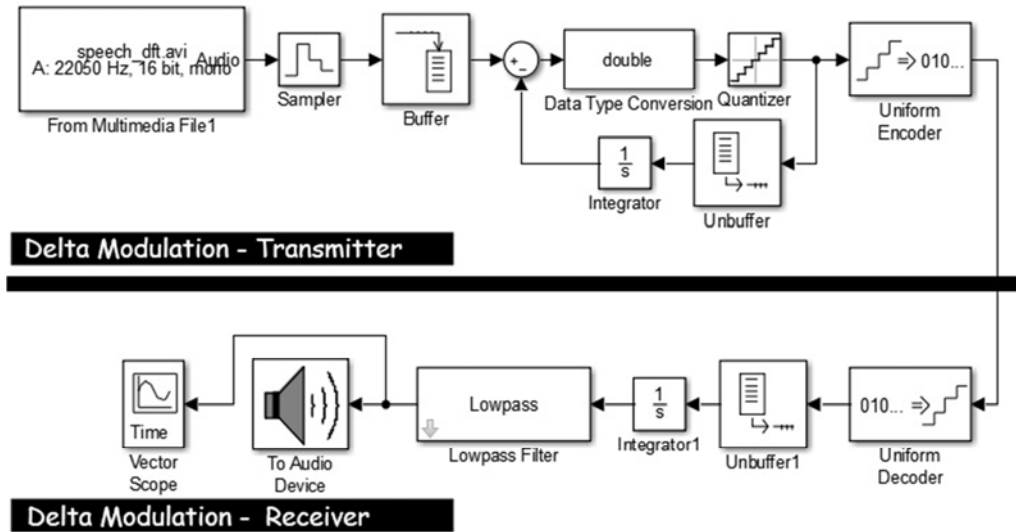 speech_dft.avi
A: 22050 Hz, 16 bit, mono
Audio
From Multimedia File1
Sampler
Buffer
+
−
double
Data Type Conversion
Quantizer
010...
Uniform
Encoder
1
s
Integrator
Unbuffer
Delta Modulation - Transmitter
Time
Vector
Scope
To Audio
Device
Lowpass
Lowpass Filter
1
s
Integrator1
Unbuffer1
010...
Uniform
Decoder
Delta Modulation - Receiver